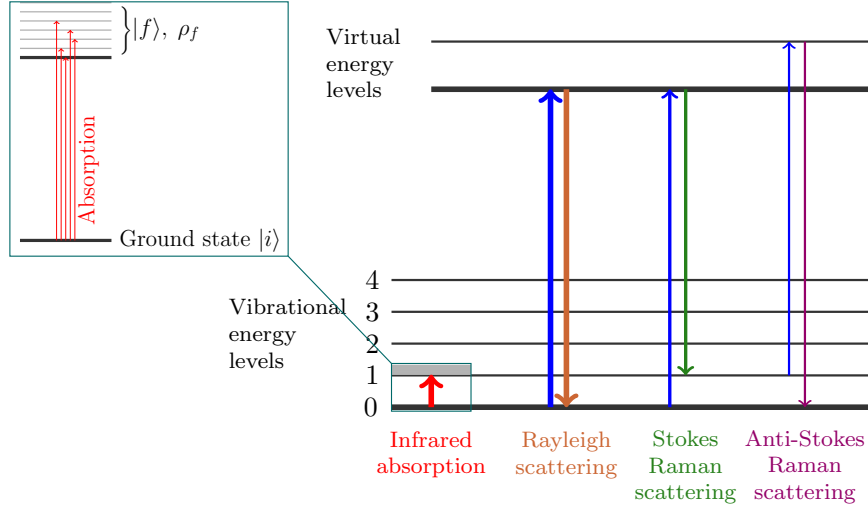 |f⟩, ρ_f
Absorption
Ground state |i⟩
Virtual
energy
levels
Vibrational
energy
levels
4
3
2
1
0
Infrared
absorption
Rayleigh
scattering
Stokes
Raman
scattering
Anti-Stokes
Raman
scattering